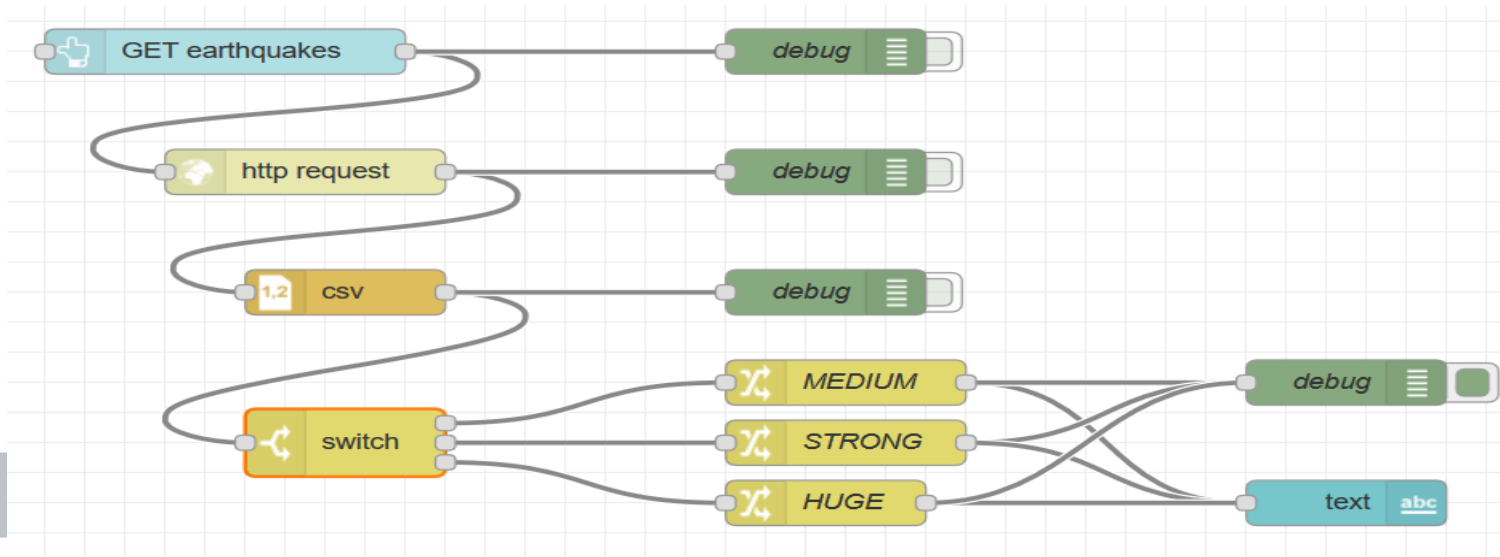 GET earthquakes
debug
http request
debug
1,2
csv
debug
MEDIUM
debug
switch
STRONG
HUGE
text
abc